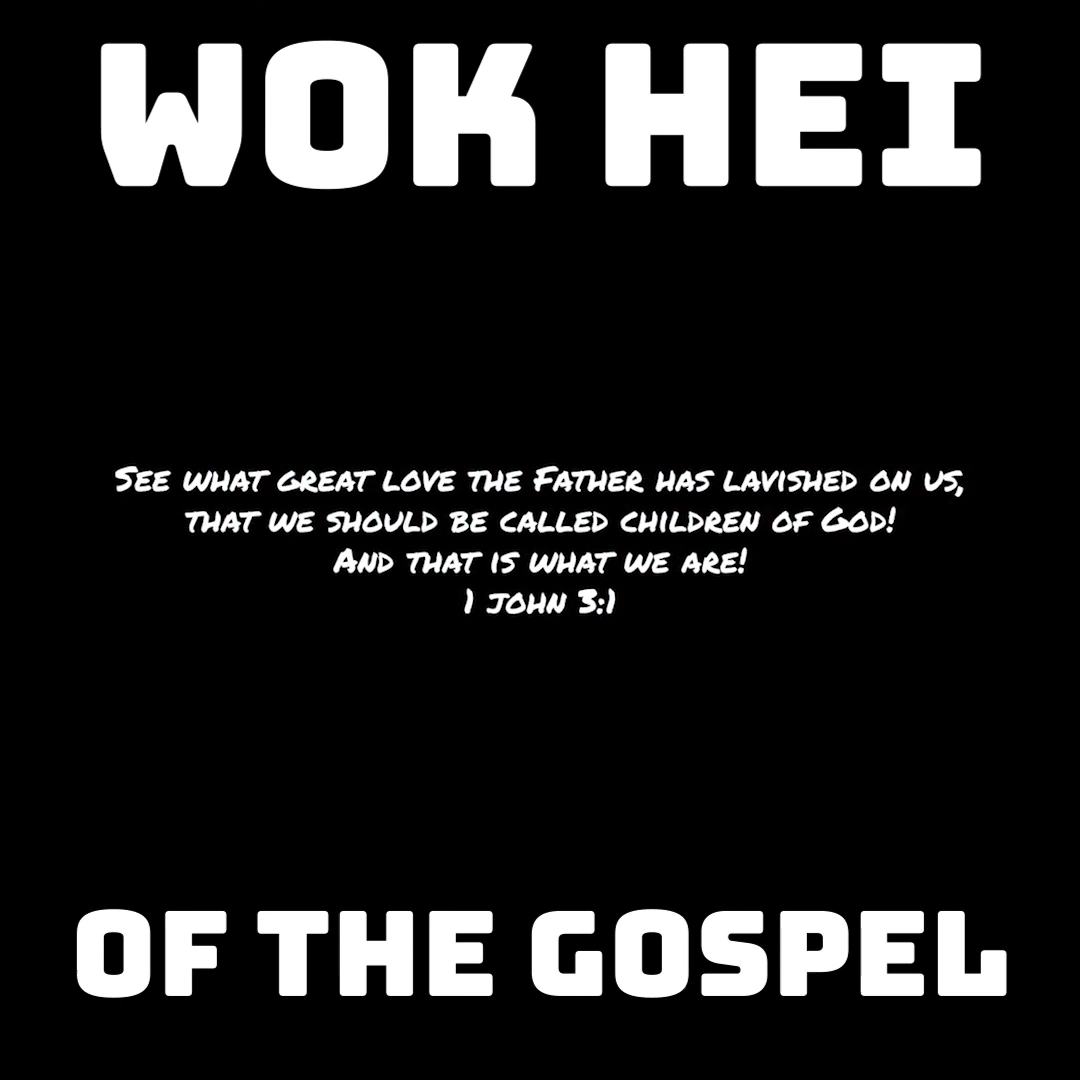 WOK HEI
See what great love the Father has lavished on us,
that we should be called children of God!
And that is what we are!
1 John 3:1
OF THE GOSPEL